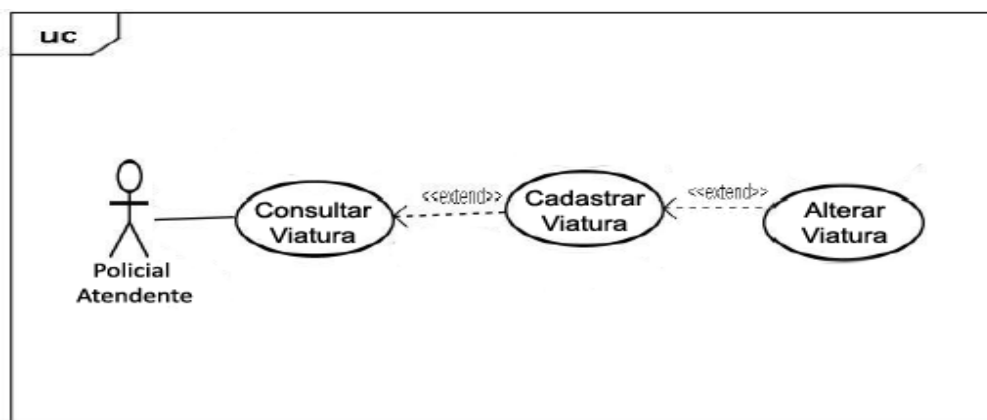 uc
Policial
Atendente
Consultar
Viatura
<<extend>>
Cadastrar
Viatura
<<extend>>
Alterar
Viatura